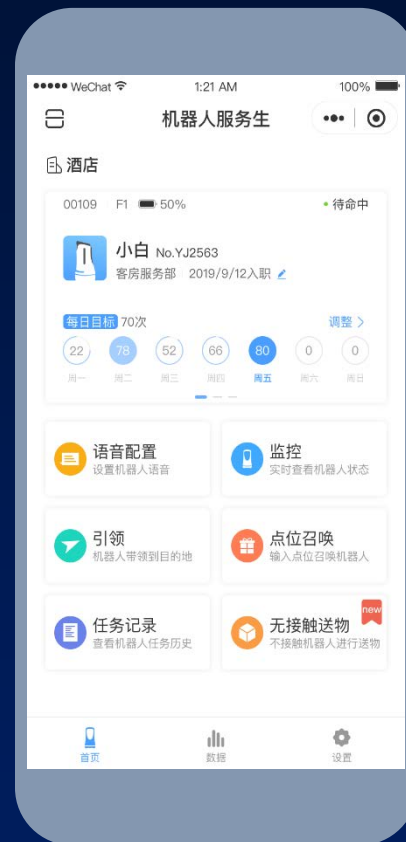 ●●●●● WeChat 1:21 AM 100%
机器人服务生
酒店
00109 F1 50% • 待命中
小白 No.YJ2563
客房服务部 2019/9/12入职
每日目标 70次 调整 >
22 78 52 66 80 0 0
周一 周二 周三 周四 周五 周六 周日
语音配置
设置机器人语音
监控
实时查看机器人状态
引领
机器人带领到目的地
点位召唤
输入点位召唤机器人
任务记录
查看机器人任务历史
new
无接触送物
不接触机器人进行送物
首页 数据 设置